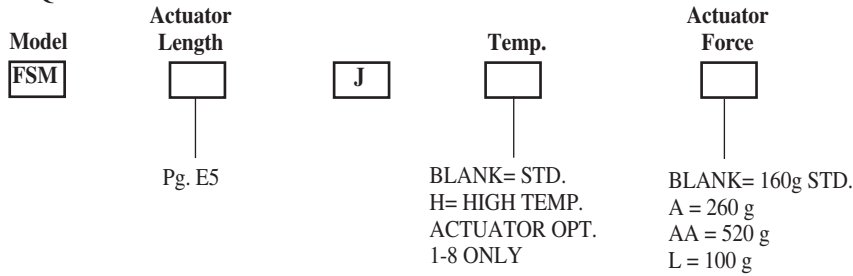 Actuator Actuator
Model Length Temp. Force
FSM J
Pg. E5 BLANK= STD. BLANK= 160g STD.
H= HIGH TEMP. A = 260 g
ACTUATOR OPT. AA = 520 g
1-8 ONLY L = 100 g